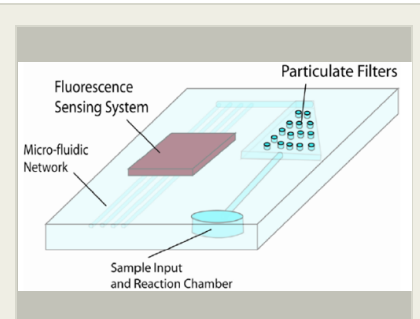 Particulate Filters
Fluorescence
Sensing System
Micro-fluidic
Network
Sample Input
and Reaction Chamber